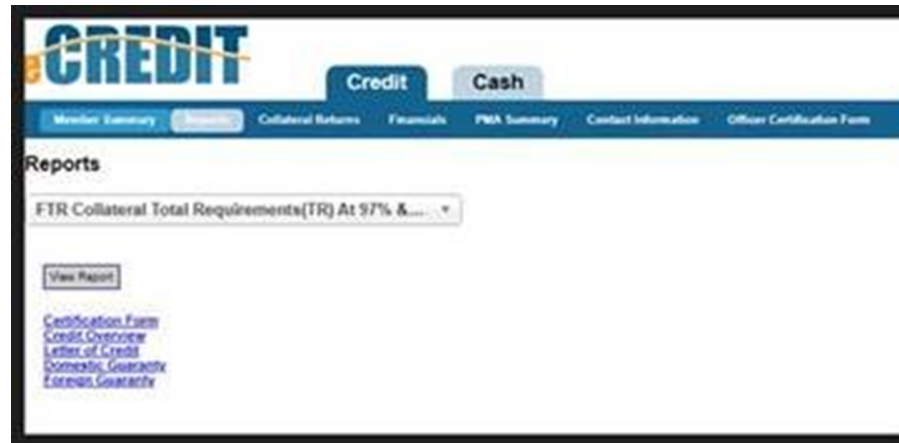 eCREDIT
Credit Cash
Member Summary Reports Collateral Returns Financials PMA Summary Contact Information Officer Certification Form
Reports
FTR Collateral Total Requirements(TR) At 97% &....
View Report
Certification Form
Credit Overview
Letter of Credit
Domestic Guaranty
Foreign Guaranty